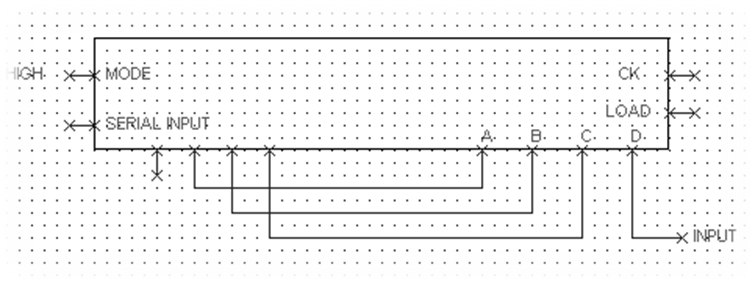 HIGH
MODE
CK
LOAD
SERIAL INPUT
A B C D
INPUT